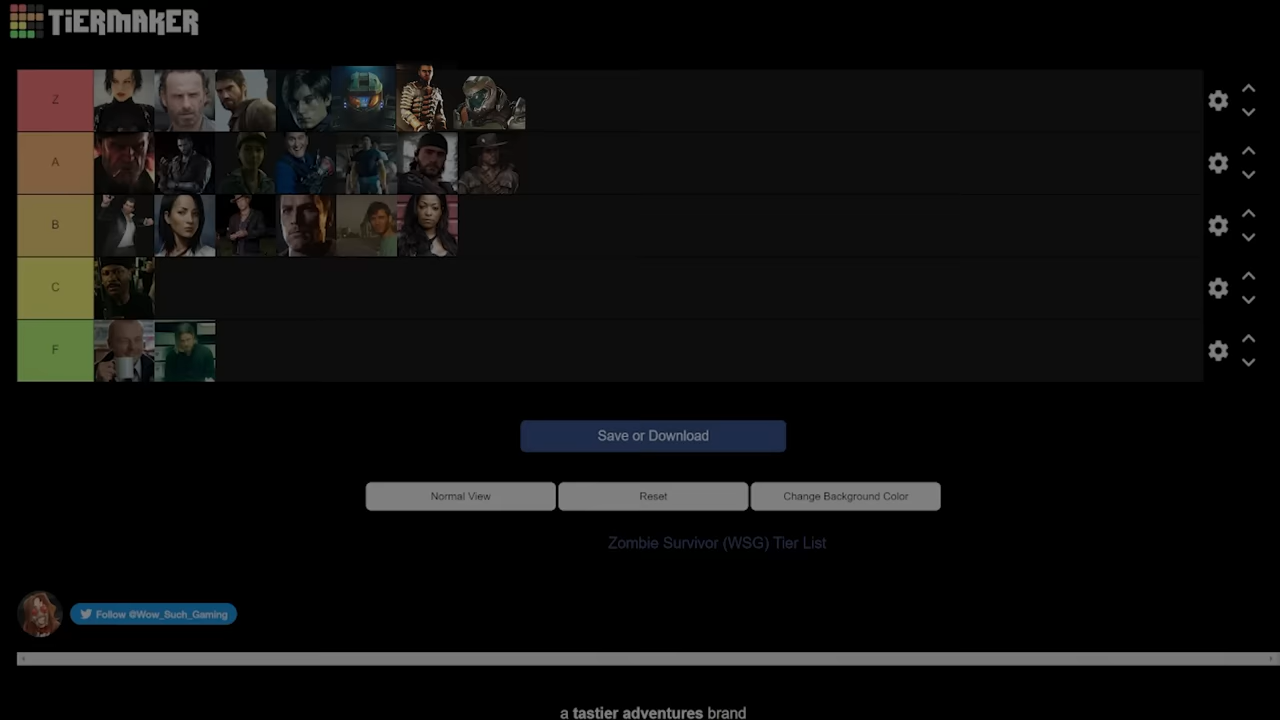 TiERMAKER
Z
A
B
C
F
Save or Download
Normal View
Reset
Change Background Color
Zombie Survivor (WSG) Tier List
Follow @Wow_Such_Gaming
a tastier adventures brand